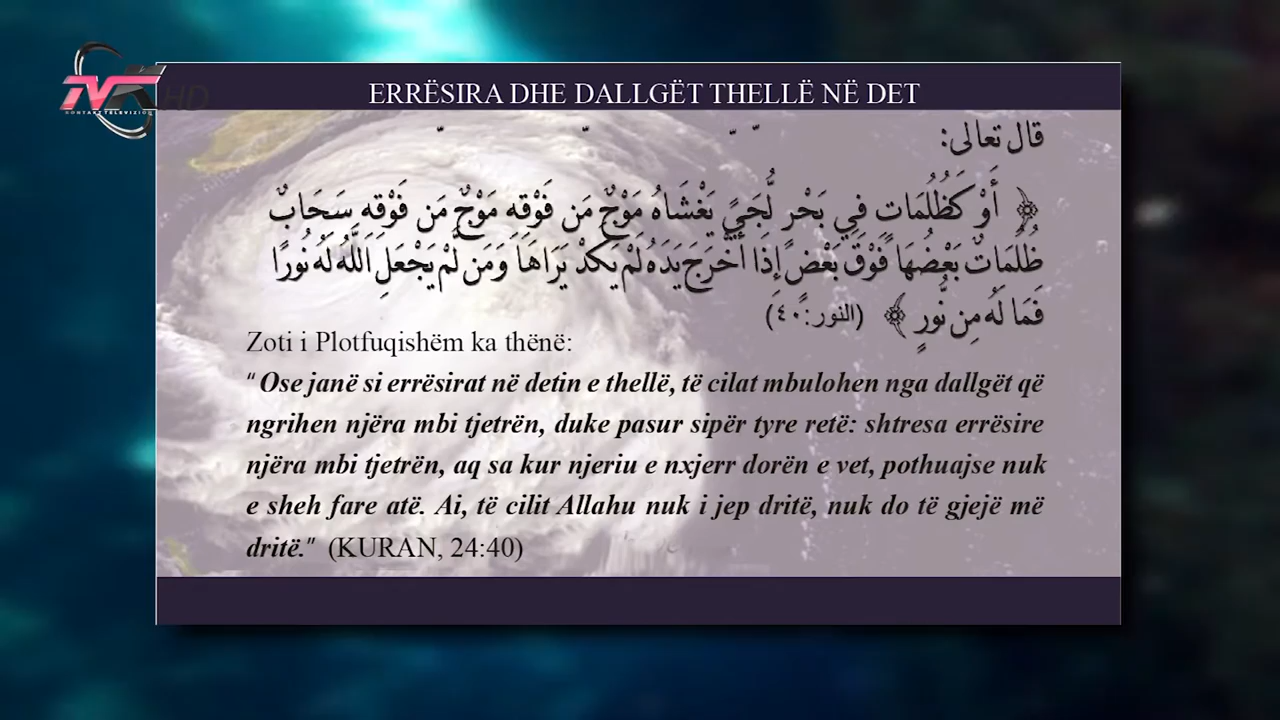 TVK HD
KONTAKT TELEVIZION
ERRËSIRA DHE DALLGËT THELLË NË DET
قال تعالى:
﴿ أَوْ كَظُلُمَاتٍ فِي بَحْرٍ لُّجِّيٍّ يَغْشَاهُ مَوْجٌ مِّن فَوْقِهِ مَوْجٌ مِّن فَوْقِهِ سَحَابٌ
ظُلُمَاتٌ بَعْضُهَا فَوْقَ بَعْضٍ إِذَا أَخْرَجَ يَدَهُ لَمْ يَكَدْ يَرَاهَا وَمَن لَّمْ يَجْعَلِ اللَّهُ لَهُ نُورًا
فَمَا لَهُ مِن نُّورٍ ﴾ (النور:٤٠)
Zoti i Plotfuqishëm ka thënë:
“Ose janë si errësirat në detin e thellë, të cilat mbulohen nga dallgët që
ngrihen njëra mbi tjetrën, duke pasur sipër tyre retë: shtresa errësire
njëra mbi tjetrën, aq sa kur njeriu e nxjerr dorën e vet, pothuajse nuk
e sheh fare atë. Ai, të cilit Allahu nuk i jep dritë, nuk do të gjejë më
dritë.” (KURAN, 24:40)